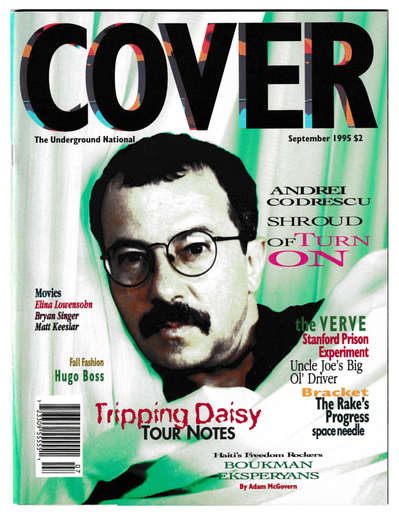 COVER
The Underground National
September 1995 $2
ANDREI
CODRESCU
SHROUD
OF TURN
ON
Movies
Elina Lowensohn
Bryan Singer
Matt Keeslar
Fall Fashion
Hugo Boss
the VERVE
Stanford Prison
Experiment
Uncle Joe's Big
Ol' Driver
Bracket
The Rake's
Progress
space needle
Tripping Daisy
TOUR NOTES
Haiti's Freedom Rockers
BOUKMAN
EKSPERYANS
By Adam McGovern
07